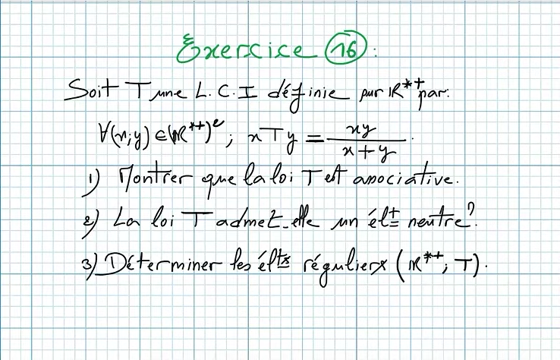 Exercice 16 :
Soit T une L.C.I définie sur ℝ*⁺ par:
∀(x;y)∈(ℝ*⁺)² ; xTy = xy / x+y
1) Montrer que la loi T est associative.
2) La loi T admet-elle un élt neutre?
3) Déterminer les élts réguliers (ℝ*⁺; T).